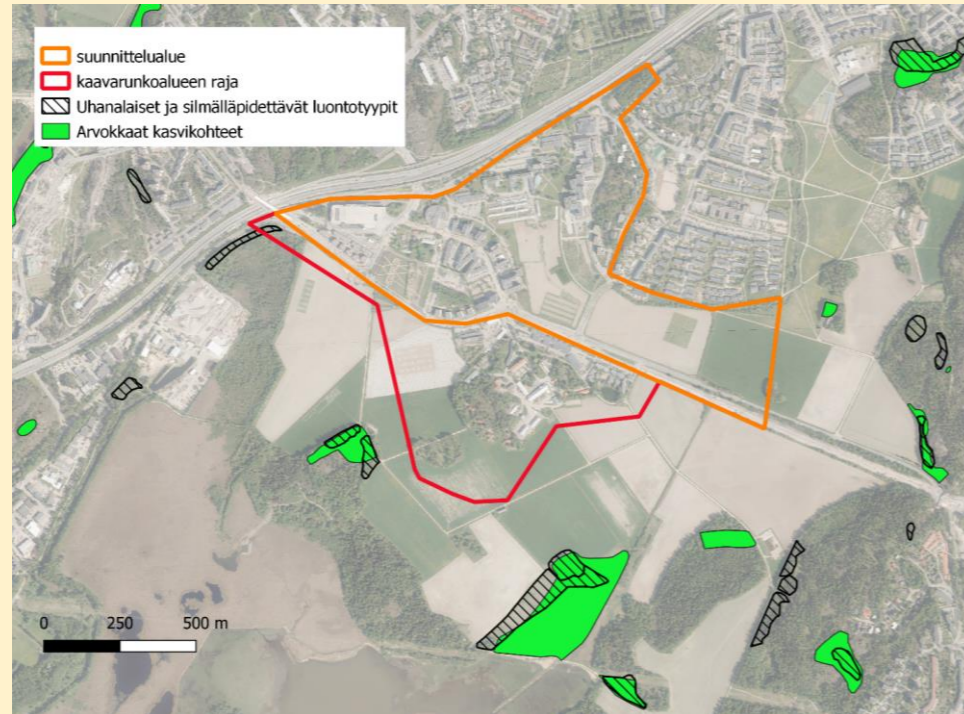 suunnittelualue
kaavarunkoalueen raja
Uhanalaiset ja silmälläpidettävät luontotyypit
Arvokkaat kasvikohteet
0 250 500 m